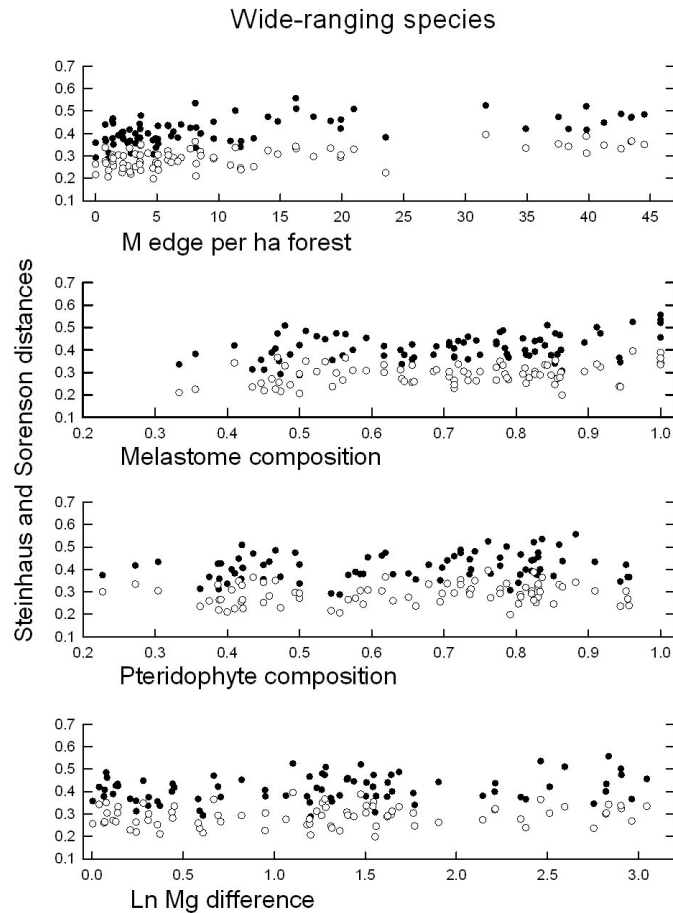 Wide-ranging species
Steinhaus and Sorenson distances
0.7
0.6
0.5
0.4
0.3
0.2
0.1
0 5 10 15 20 25 30 35 40 45
M edge per ha forest
0.7
0.6
0.5
0.4
0.3
0.2
0.1
0.2 0.3 0.4 0.5 0.6 0.7 0.8 0.9 1.0
Melastome composition
0.7
0.6
0.5
0.4
0.3
0.2
0.1
0.2 0.3 0.4 0.5 0.6 0.7 0.8 0.9 1.0
Pteridophyte composition
0.7
0.6
0.5
0.4
0.3
0.2
0.1
0.0 0.5 1.0 1.5 2.0 2.5 3.0
Ln Mg difference